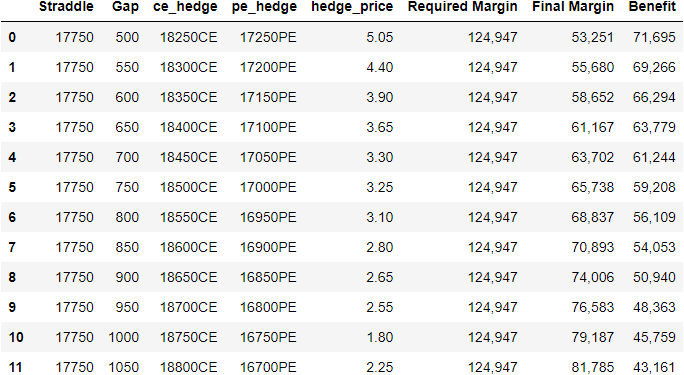 Straddle Gap ce_hedge pe_hedge hedge_price Required Margin Final Margin Benefit
0 17750 500 18250CE 17250PE 5.05 124,947 53,251 71,695
1 17750 550 18300CE 17200PE 4.40 124,947 55,680 69,266
2 17750 600 18350CE 17150PE 3.90 124,947 58,652 66,294
3 17750 650 18400CE 17100PE 3.65 124,947 61,167 63,779
4 17750 700 18450CE 17050PE 3.30 124,947 63,702 61,244
5 17750 750 18500CE 17000PE 3.25 124,947 65,738 59,208
6 17750 800 18550CE 16950PE 3.10 124,947 68,837 56,109
7 17750 850 18600CE 16900PE 2.80 124,947 70,893 54,053
8 17750 900 18650CE 16850PE 2.65 124,947 74,006 50,940
9 17750 950 18700CE 16800PE 2.55 124,947 76,583 48,363
10 17750 1000 18750CE 16750PE 1.80 124,947 79,187 45,759
11 17750 1050 18800CE 16700PE 2.25 124,947 81,785 43,161